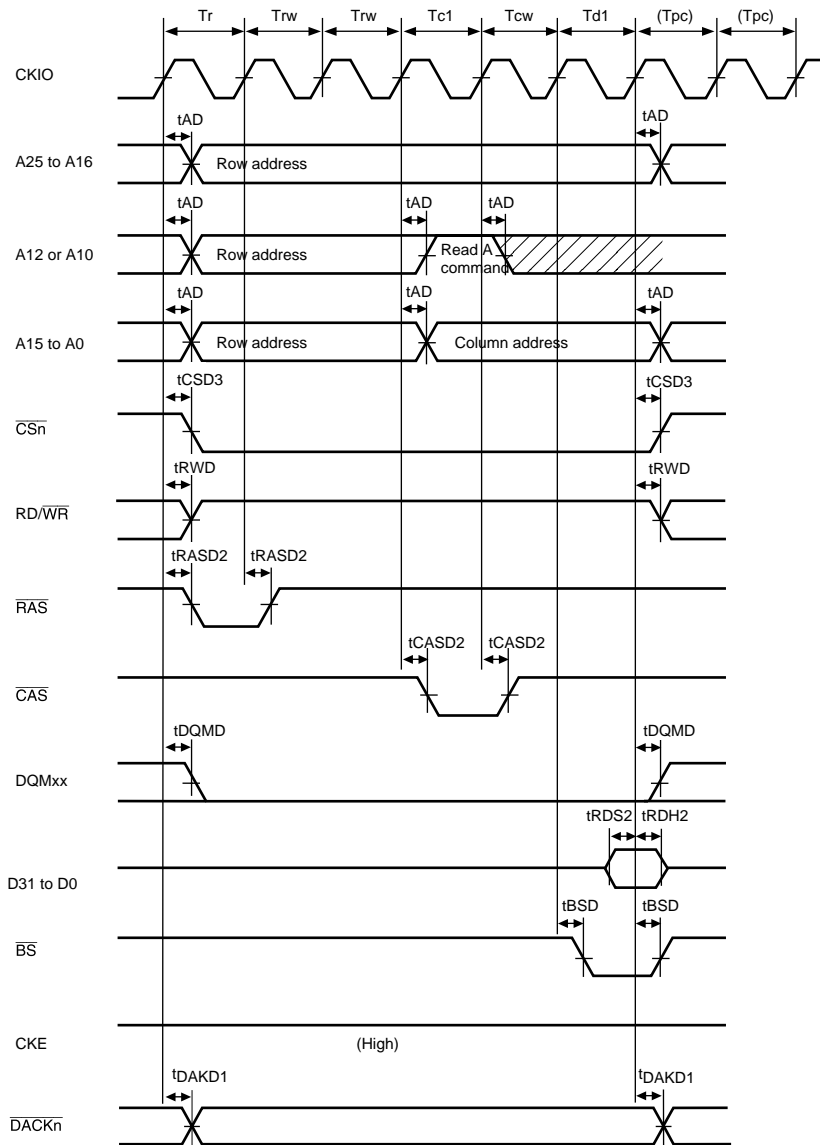 Tr Trw Trw Tc1 Tcw Td1 (Tpc) (Tpc)
CKIO
tAD tAD
A25 to A16 Row address
tAD tAD tAD
A12 or A10 Row address Read A
command
tAD tAD tAD
A15 to A0 Row address Column address
tCSD3 tCSD3
CSn
tRWD tRWD
RD/WR
tRASD2 tRASD2
RAS
tCASD2 tCASD2
CAS
tDQMD tDQMD
DQMxx
tRDS2 tRDH2
D31 to D0
tBSD tBSD
BS
CKE (High)
tDAKD1 tDAKD1
DACKn